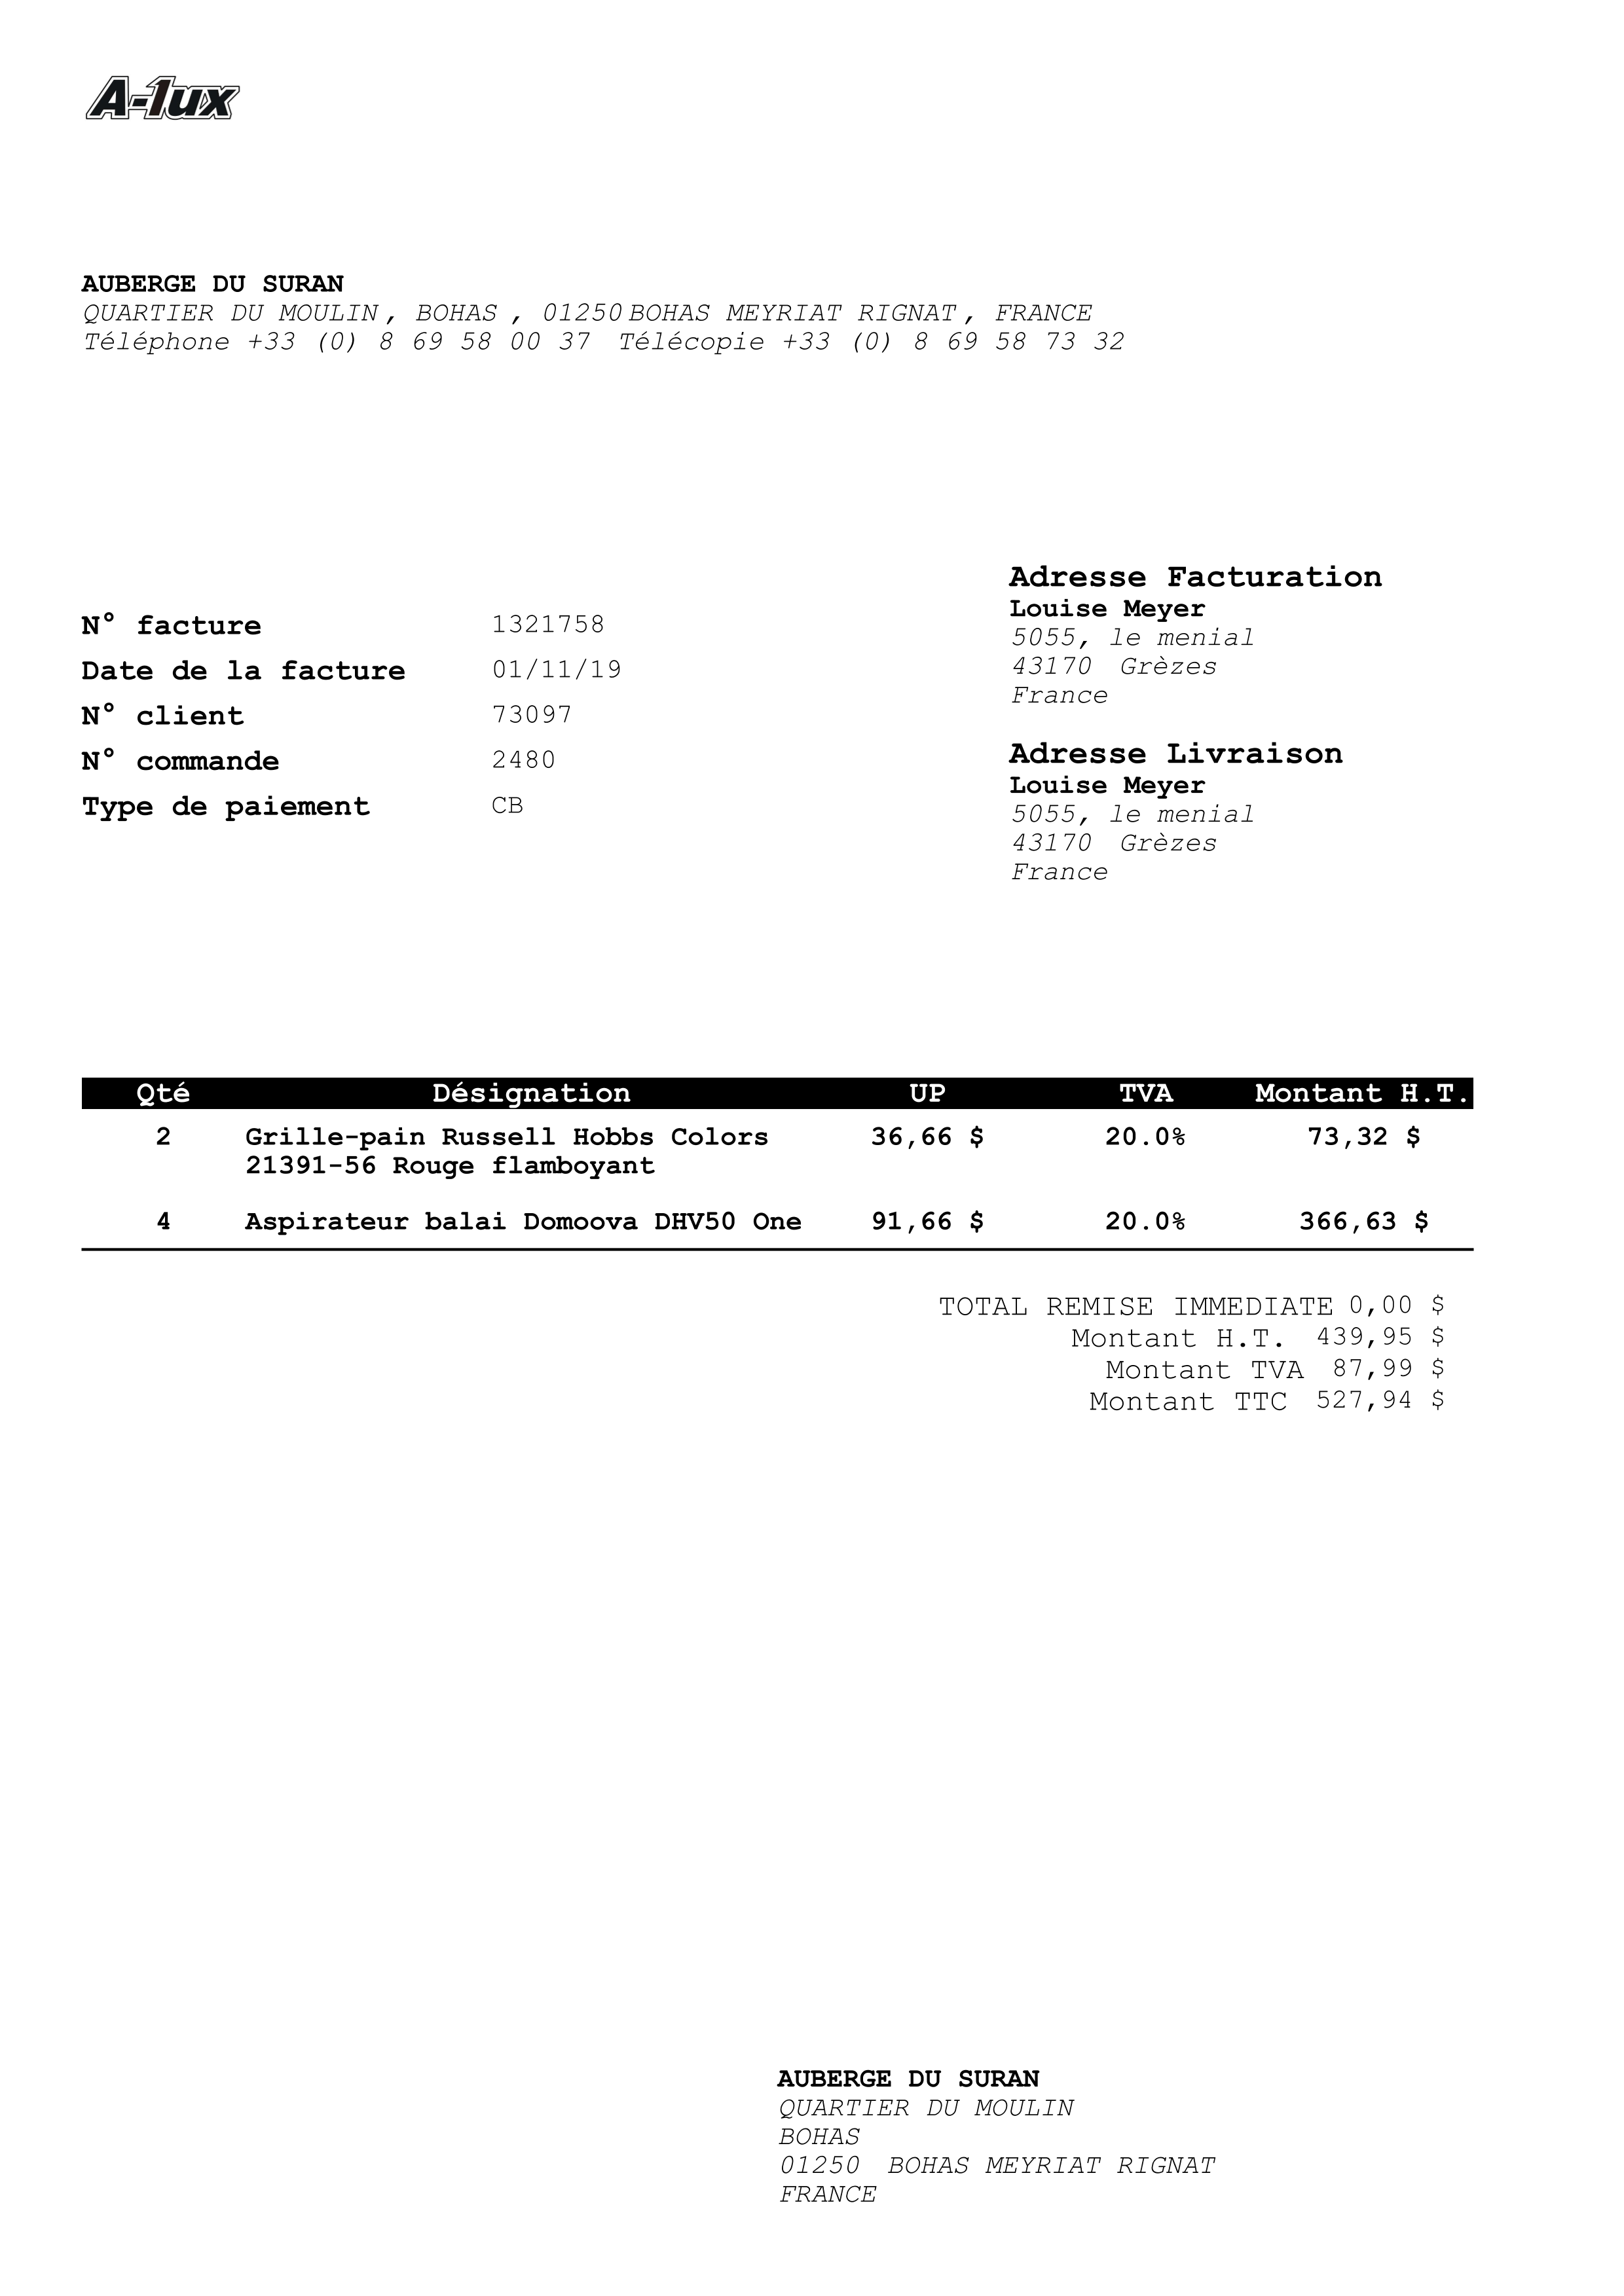 A-1ux
AUBERGE DU SURAN
QUARTIER DU MOULIN, BOHAS , 01250 BOHAS MEYRIAT RIGNAT, FRANCE
Téléphone +33 (0) 8 69 58 00 37 Télécopie +33 (0) 8 69 58 73 32
N° facture 1321758
Date de la facture 01/11/19
N° client 73097
N° commande 2480
Type de paiement CB
Adresse Facturation
Louise Meyer
5055, le menial
43170 Grèzes
France
Adresse Livraison
Louise Meyer
5055, le menial
43170 Grèzes
France
Qté Désignation UP TVA Montant H.T.
2 Grille-pain Russell Hobbs Colors 36,66 $ 20.0% 73,32 $
21391-56 Rouge flamboyant
4 Aspirateur balai Domoova DHV50 One 91,66 $ 20.0% 366,63 $
TOTAL REMISE IMMEDIATE 0,00 $
Montant H.T. 439,95 $
Montant TVA 87,99 $
Montant TTC 527,94 $
AUBERGE DU SURAN
QUARTIER DU MOULIN
BOHAS
01250 BOHAS MEYRIAT RIGNAT
FRANCE